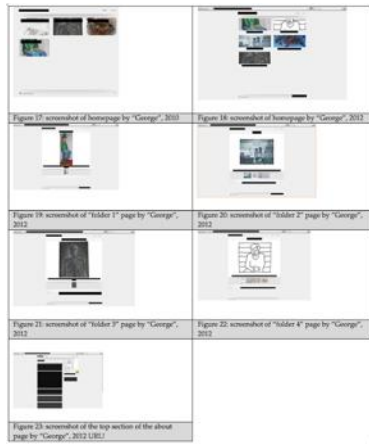 Figure 17: screenshot of homepage by "George", 2010
Figure 18: screenshot of homepage by "George", 2012
Figure 19: screenshot of "folder 1" page by "George",
2012
Figure 20: screenshot of "folder 2" page by "George",
2012
Figure 21: screenshot of "folder 3" page by "George",
2012
Figure 22: screenshot of "folder 4" page by "George",
2012
Figure 23: screenshot of the top section of the about
page by "George", 2012